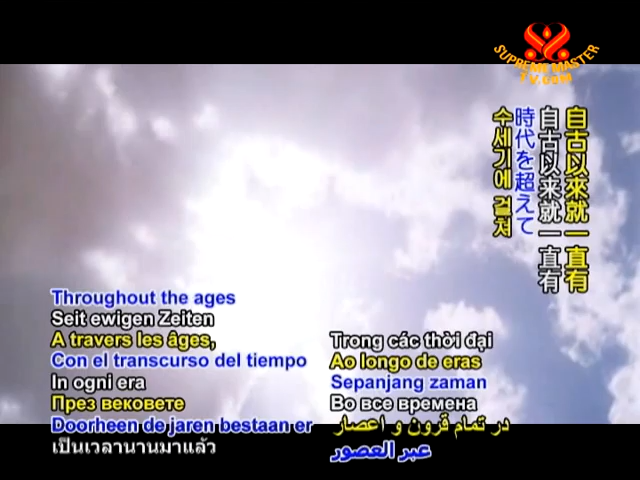 SUPREME MASTER
TV.COM
自古以來就一直有
自古以来就一直有
時代を超えて
수세기에 걸쳐
Throughout the ages
Seit ewigen Zeiten
A travers les âges,
Con el transcurso del tiempo
In ogni era
През вековете
Doorheen de jaren bestaan er
เป็นเวลานานมาแล้ว
Trong các thời đại
Ao longo de eras
Sepanjang zaman
Во все времена
در تمام قرون و اعصار
عبر العصور